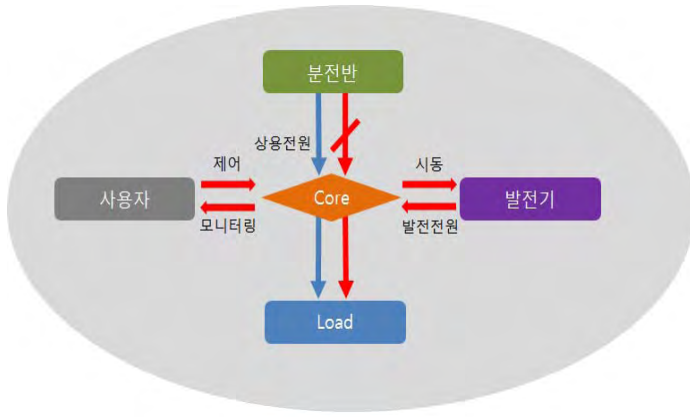 분전반
상용전원
제어
시동
사용자
Core
발전기
모니터링
발전전원
Load